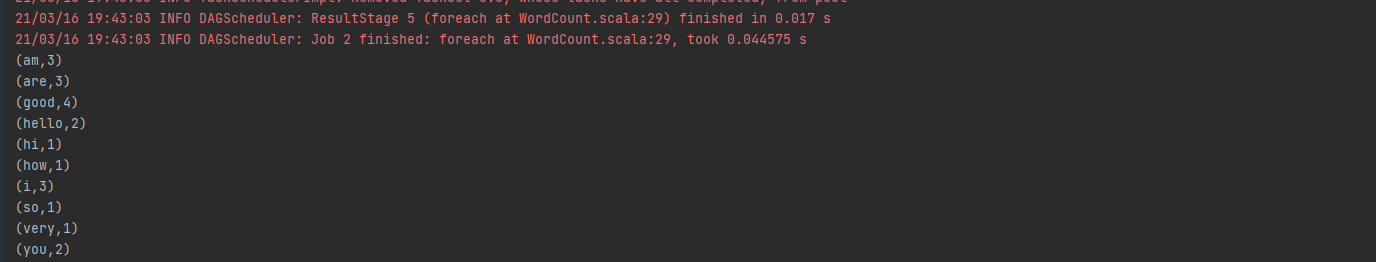 21/03/16 19:43:03 INFO DAGScheduler: ResultStage 5 (foreach at WordCount.scala:29) finished in 0.017 s
21/03/16 19:43:03 INFO DAGScheduler: Job 2 finished: foreach at WordCount.scala:29, took 0.044575 s
(am,3)
(are,3)
(good,4)
(hello,2)
(hi,1)
(how,1)
(i,3)
(so,1)
(very,1)
(you,2)